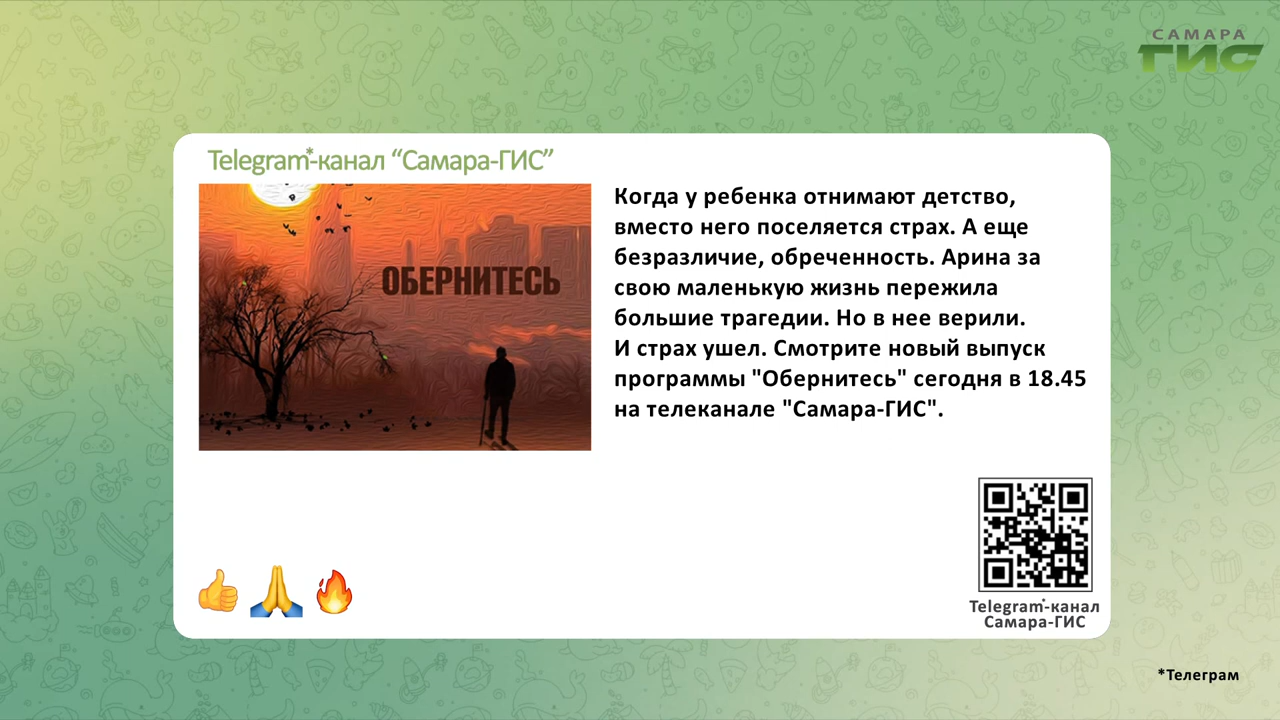 САМАРА
ГИС
Telegram*-канал “Самара-ГИС”
ОБЕРНИТЕСЬ
Когда у ребенка отнимают детство,
вместо него поселяется страх. А еще
безразличие, обреченность. Арина за
свою маленькую жизнь пережила
большие трагедии. Но в нее верили.
И страх ушел. Смотрите новый выпуск
программы "Обернитесь" сегодня в 18.45
на телеканале "Самара-ГИС".
Telegram*-канал
Самара-ГИС
*Телеграм